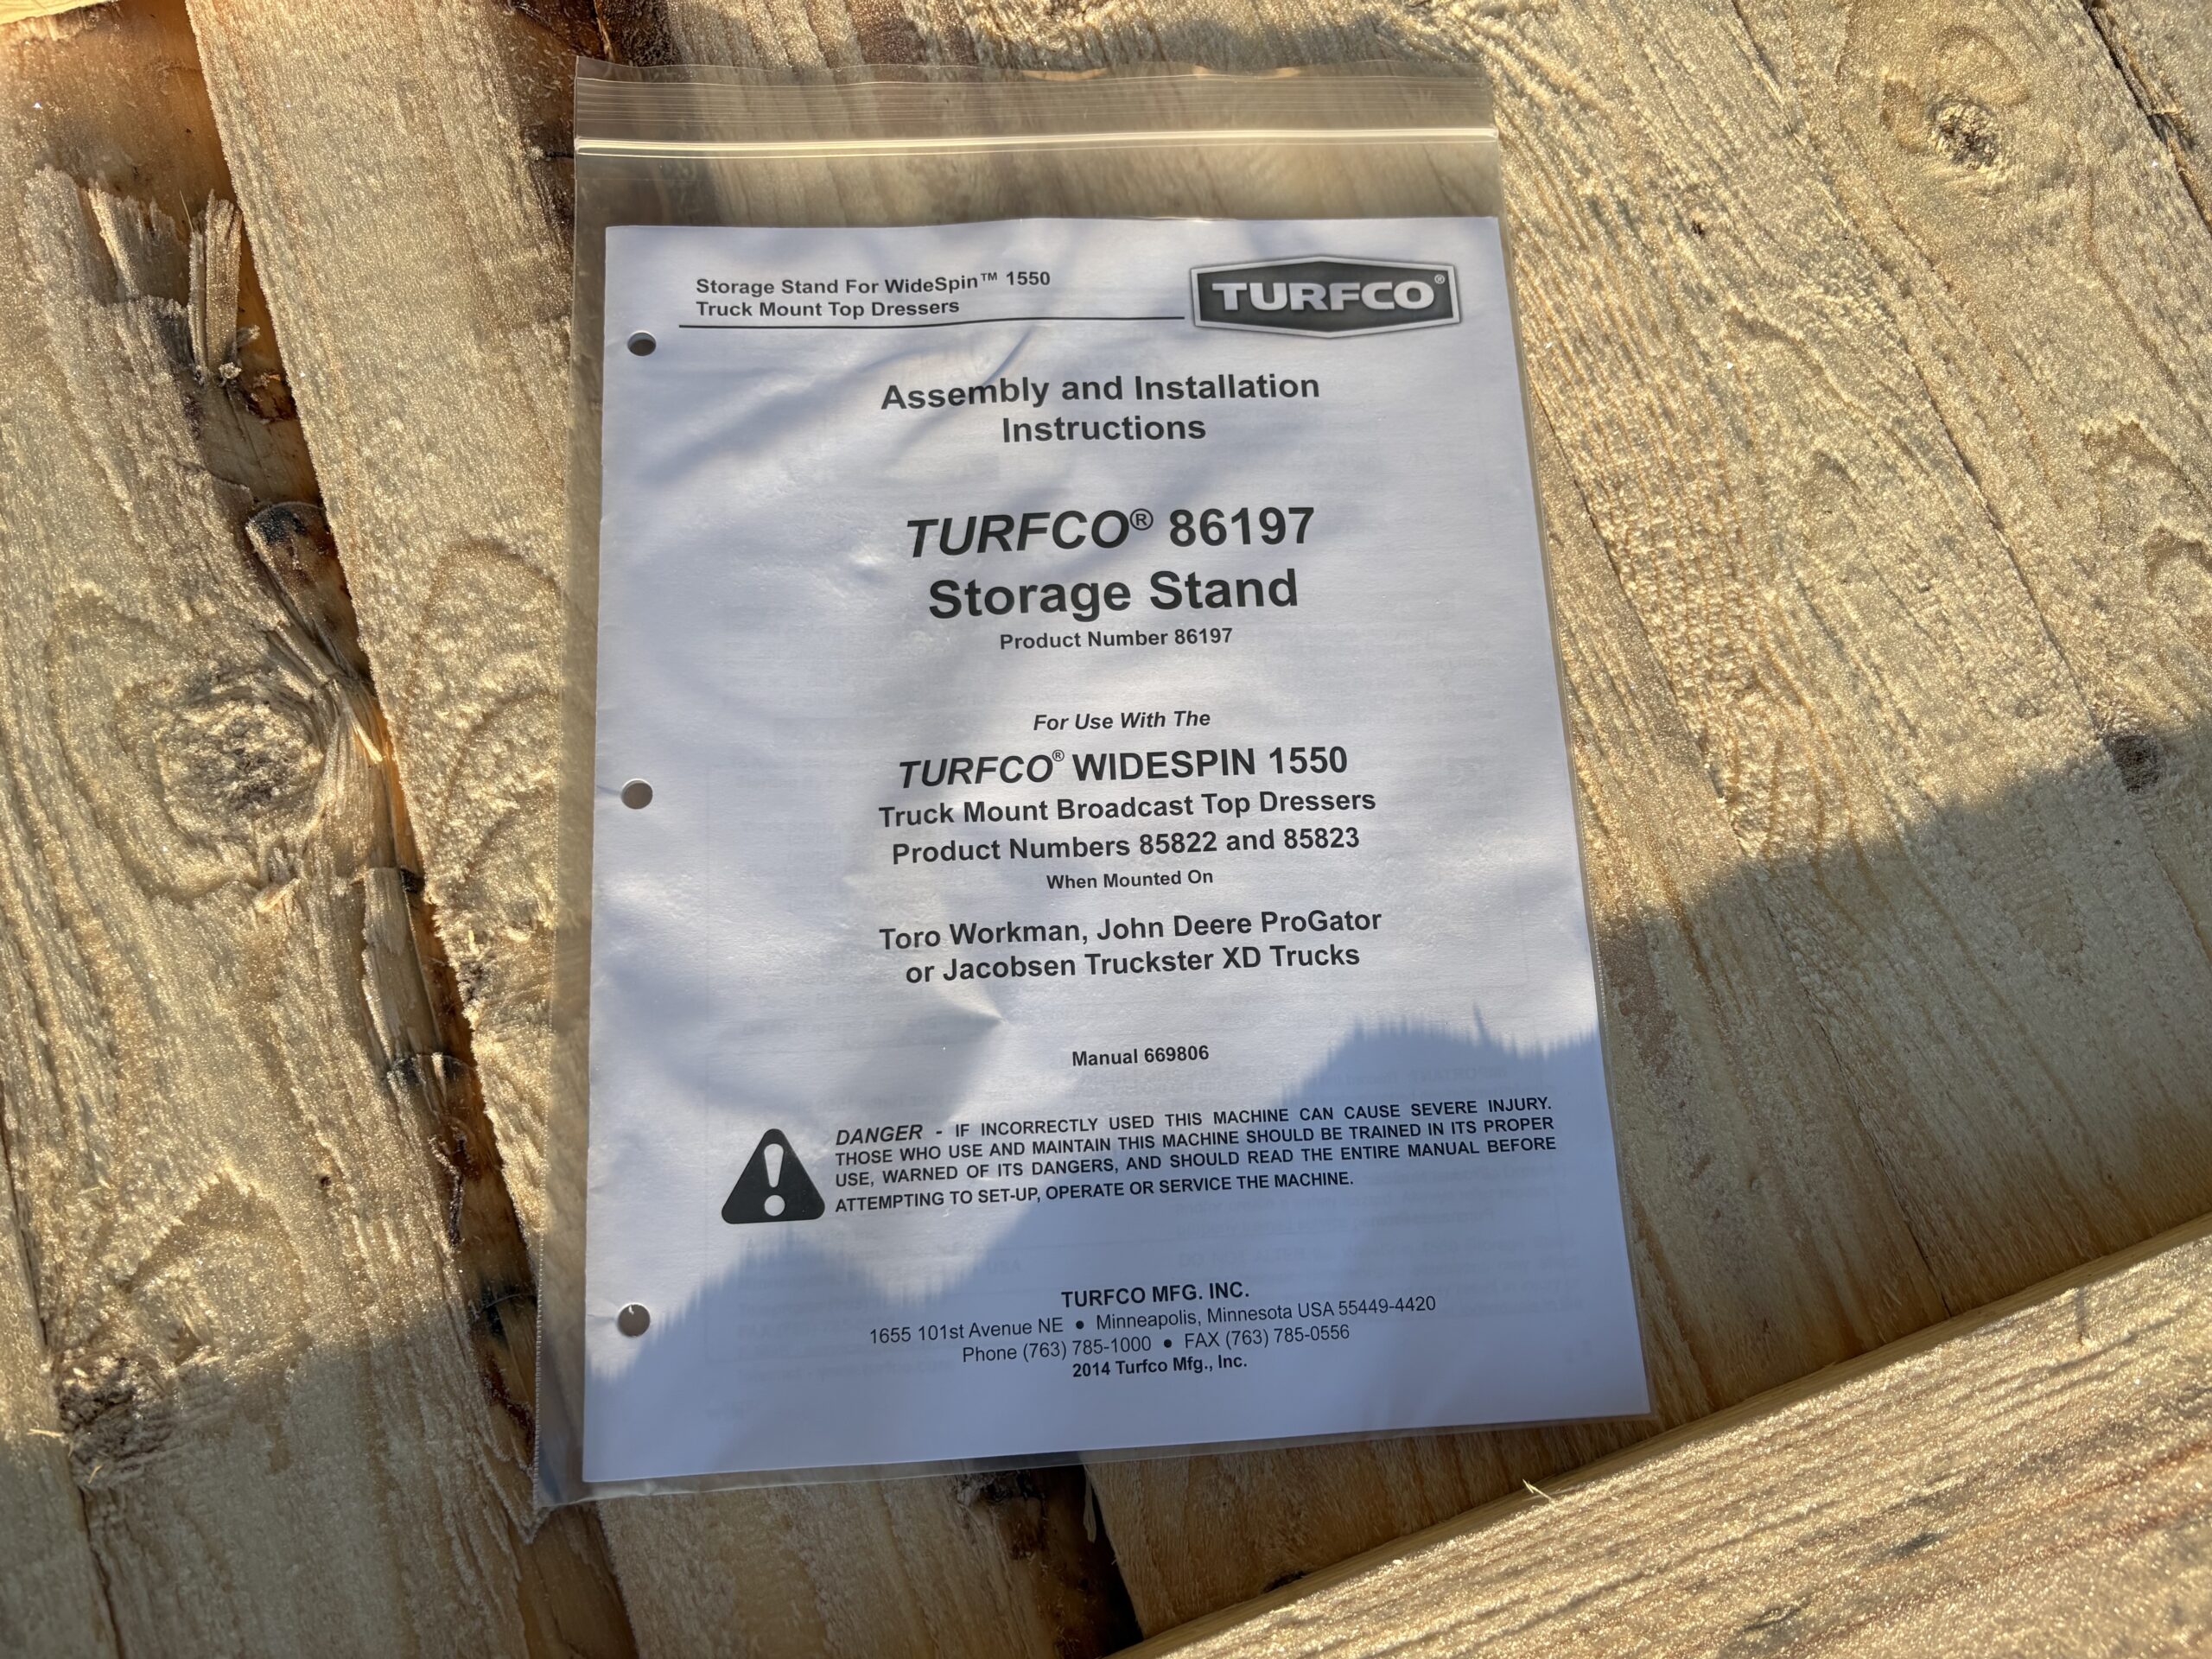 Storage Stand For WideSpin™ 1550
Truck Mount Top Dressers
TURFCO®
Assembly and Installation
Instructions
TURFCO® 86197
Storage Stand
Product Number 86197
For Use With The
TURFCO® WIDESPIN 1550
Truck Mount Broadcast Top Dressers
Product Numbers 85822 and 85823
When Mounted On
Toro Workman, John Deere ProGator
or Jacobsen Truckster XD Trucks
Manual 669806
DANGER - IF INCORRECTLY USED THIS MACHINE CAN CAUSE SEVERE INJURY.
THOSE WHO USE AND MAINTAIN THIS MACHINE SHOULD BE TRAINED IN ITS PROPER
USE, WARNED OF ITS DANGERS, AND SHOULD READ THE ENTIRE MANUAL BEFORE
ATTEMPTING TO SET-UP, OPERATE OR SERVICE THE MACHINE.
TURFCO MFG. INC.
1655 101st Avenue NE • Minneapolis, Minnesota USA 55449-4420
Phone (763) 785-1000 • FAX (763) 785-0556
2014 Turfco Mfg., Inc.